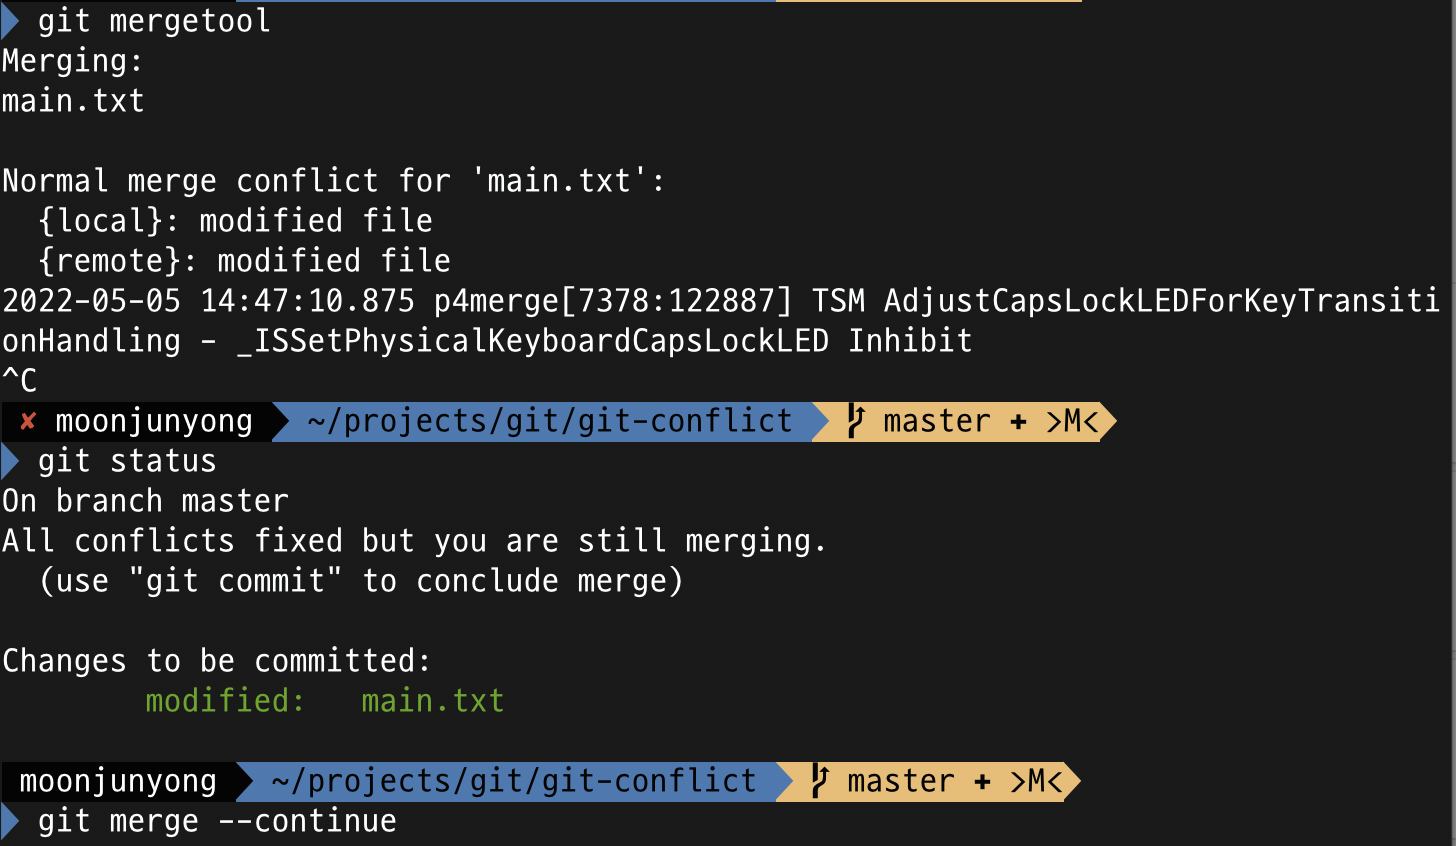 git mergetool
Merging:
main.txt

Normal merge conflict for 'main.txt':
  {local}: modified file
  {remote}: modified file
2022-05-05 14:47:10.875 p4merge[7378:122887] TSM AdjustCapsLockLEDForKeyTransiti
onHandling - _ISSetPhysicalKeyboardCapsLockLED Inhibit
^C
✘ moonjunyong ~/projects/git/git-conflict master + >M<
git status
On branch master
All conflicts fixed but you are still merging.
  (use "git commit" to conclude merge)

Changes to be committed:
        modified:   main.txt

moonjunyong ~/projects/git/git-conflict master + >M<
git merge --continue